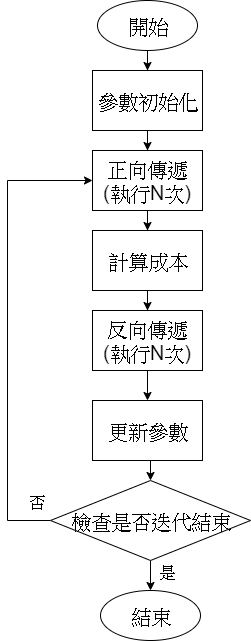 開始
參數初始化
正向傳遞
(執行N次)
計算成本
反向傳遞
(執行N次)
更新參數
檢查是否迭代結束
否
是
結束